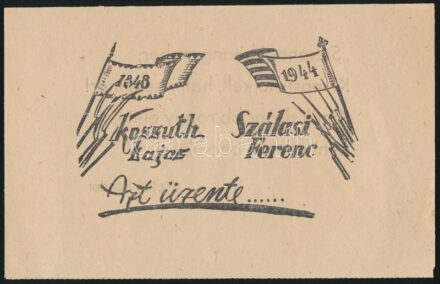 1848 1944
Kossuth Szálasi
Lajos Ferenc
Azt üzente......